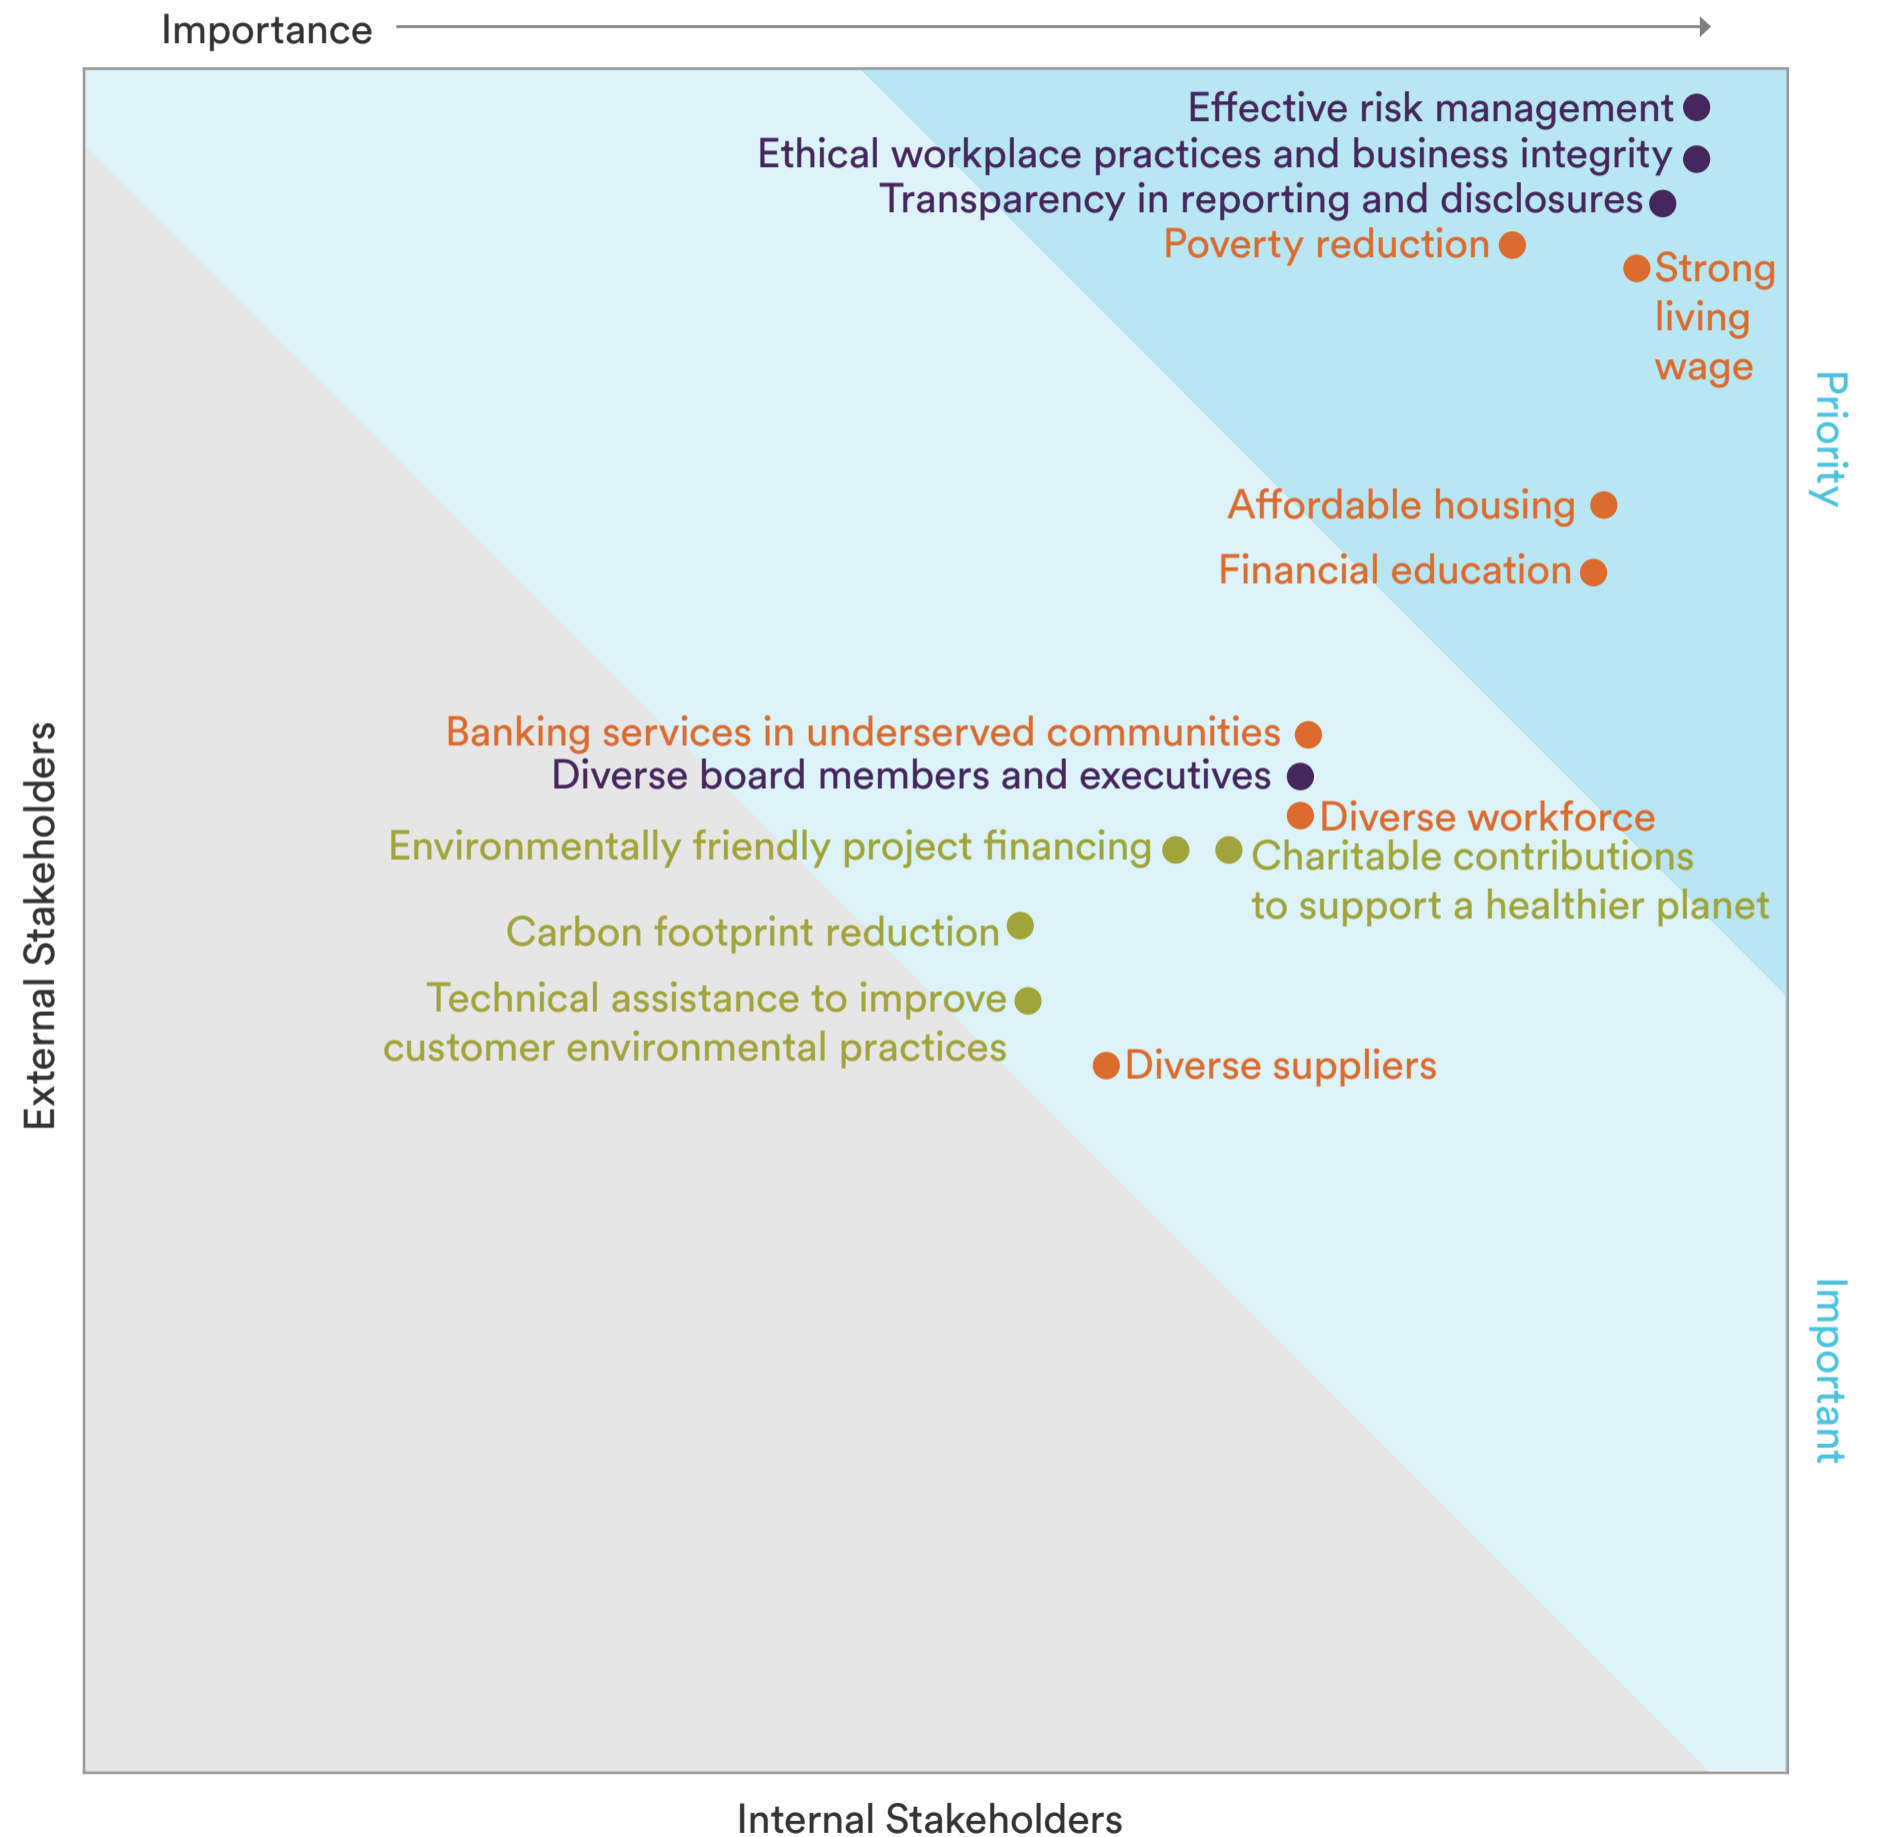 Importance
Effective risk management
Ethical workplace practices and business integrity
Transparency in reporting and disclosures
Poverty reduction
Strong
living
wage
Priority
Affordable housing
Financial education
Banking services in underserved communities
Diverse board members and executives
Diverse workforce
Environmentally friendly project financing
Charitable contributions
to support a healthier planet
Carbon footprint reduction
Technical assistance to improve
customer environmental practices
Diverse suppliers
External Stakeholders
Important
Internal Stakeholders